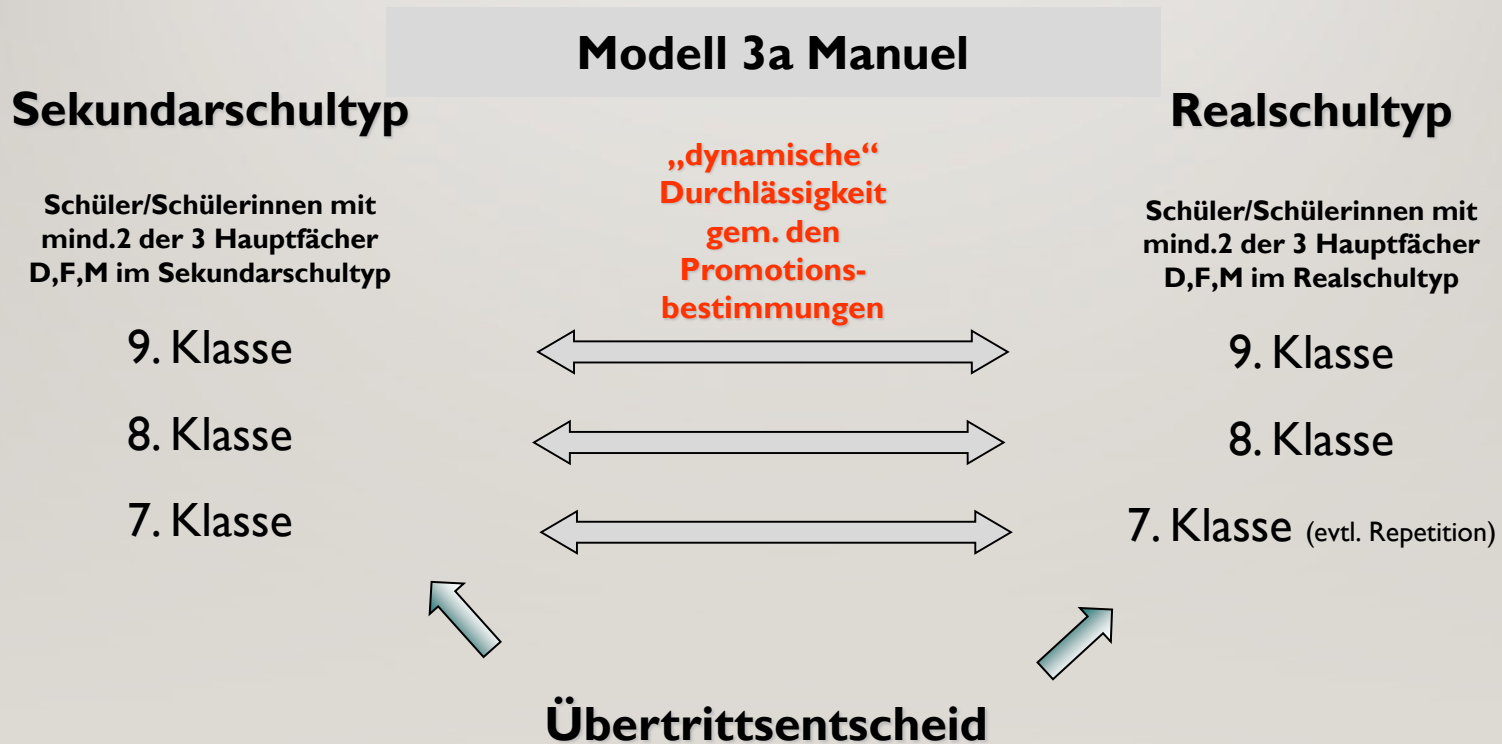 Modell 3a Manuel
Sekundarschultyp
Schüler/Schülerinnen mit
mind.2 der 3 Hauptfächer
D,F,M im Sekundarschultyp
„dynamische“
Durchlässigkeit
gem. den
Promotions-
bestimmungen
Realschultyp
Schüler/Schülerinnen mit
mind.2 der 3 Hauptfächer
D,F,M im Realschultyp
9. Klasse
9. Klasse
8. Klasse
8. Klasse
7. Klasse
7. Klasse (evtl. Repetition)
Übertrittsentscheid